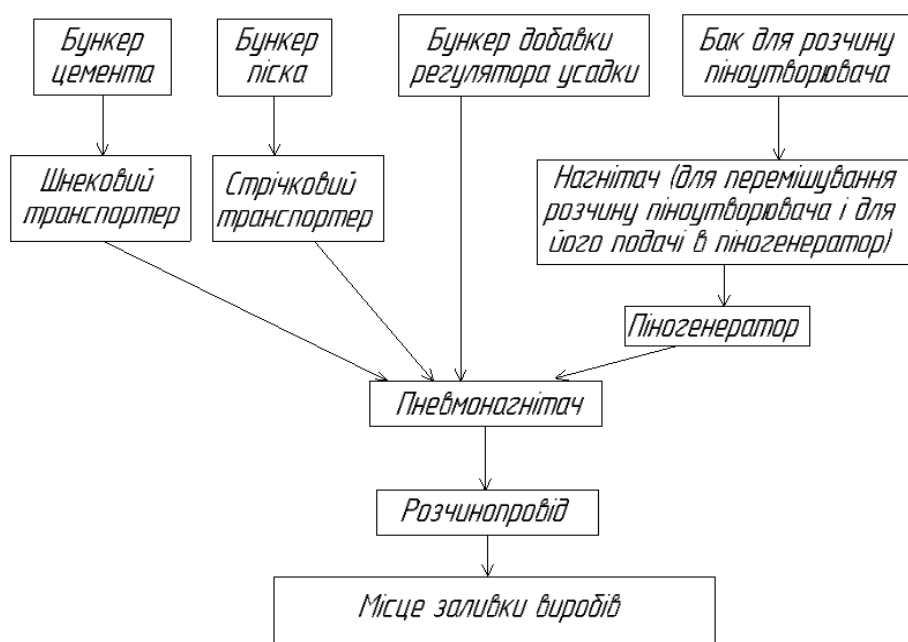 Бункер
цемента
Бункер
піска
Бункер добавки
регулятора усадки
Бак для розчину
піноутворювача
Шнековий
транспортер
Стрічковий
транспортер
Нагнітач (для перемішування
розчину піноутворювача і для
його подачі в піногенератор)
Піногенератор
Пневмонагнітач
Розчинопровід
Місце заливки виробів